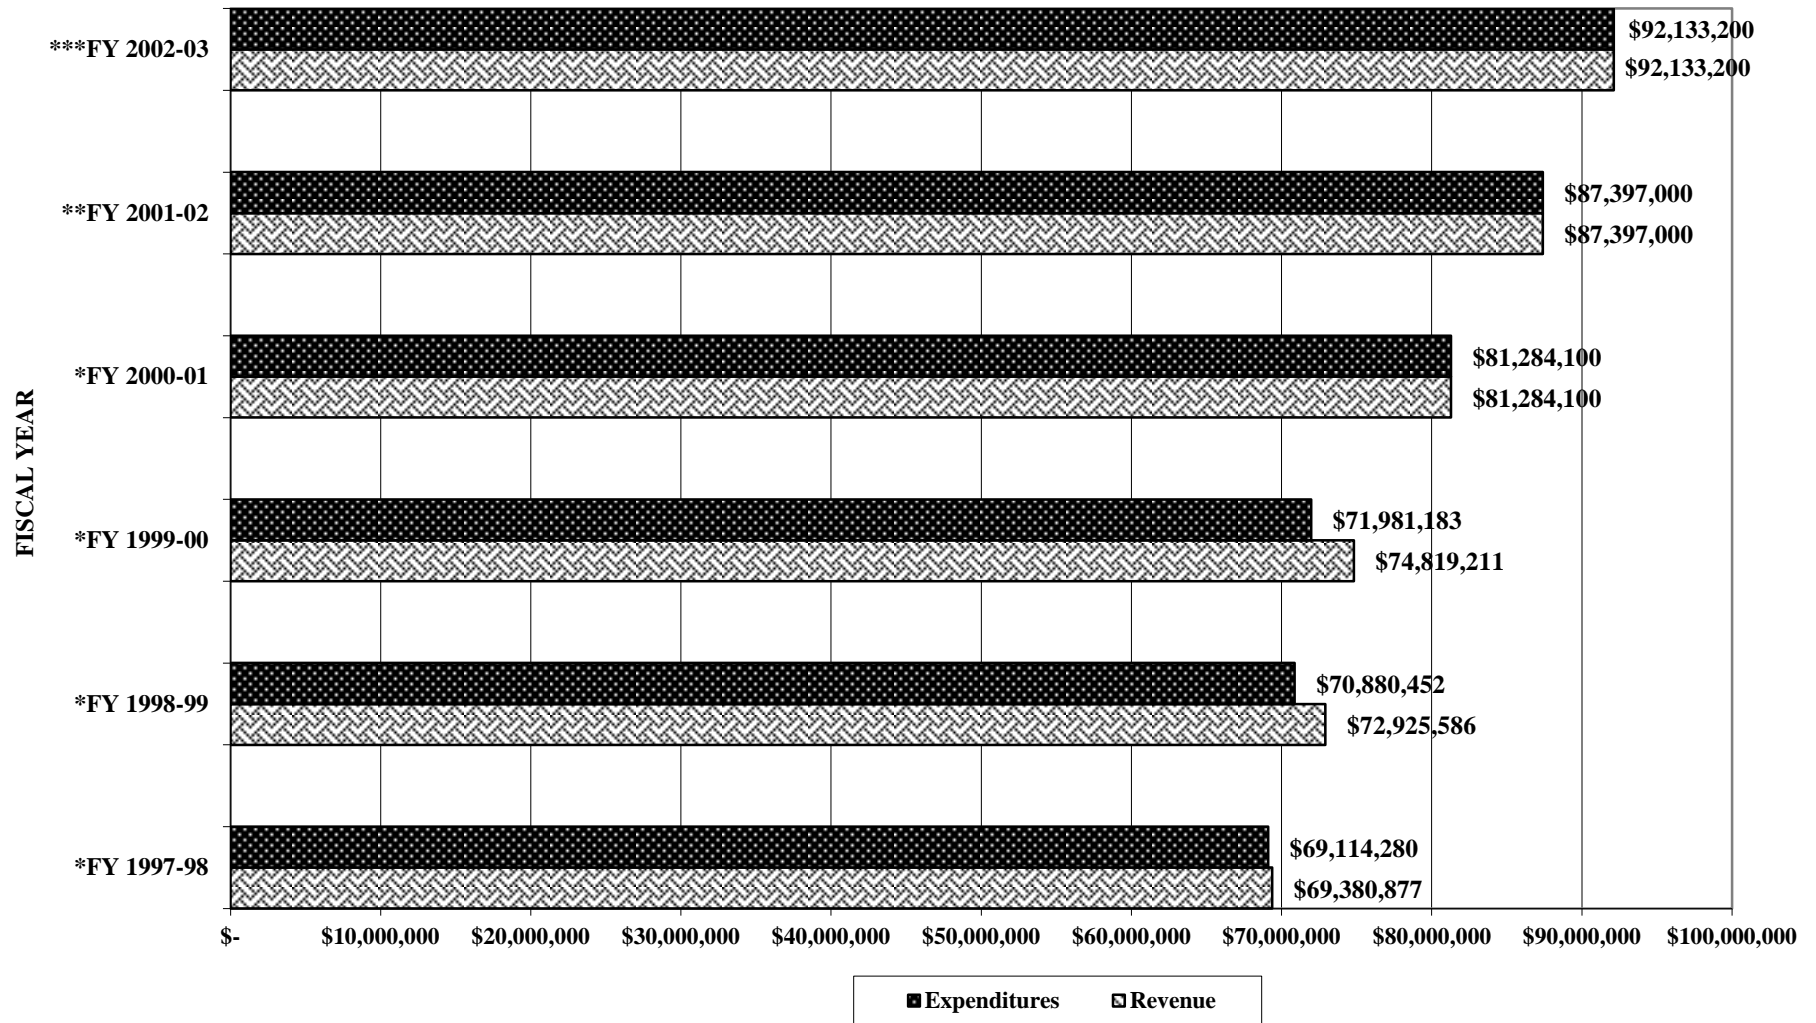 ***FY 2002-03
$92,133,200
$92,133,200
**FY 2001-02
$87,397,000
$87,397,000
*FY 2000-01
$81,284,100
$81,284,100
FISCAL YEAR
*FY 1999-00
$71,981,183
$74,819,211
*FY 1998-99
$70,880,452
$72,925,586
*FY 1997-98
$69,114,280
$69,380,877
$- $10,000,000 $20,000,000 $30,000,000 $40,000,000 $50,000,000 $60,000,000 $70,000,000 $80,000,000 $90,000,000 $100,000,000
Expenditures Revenue